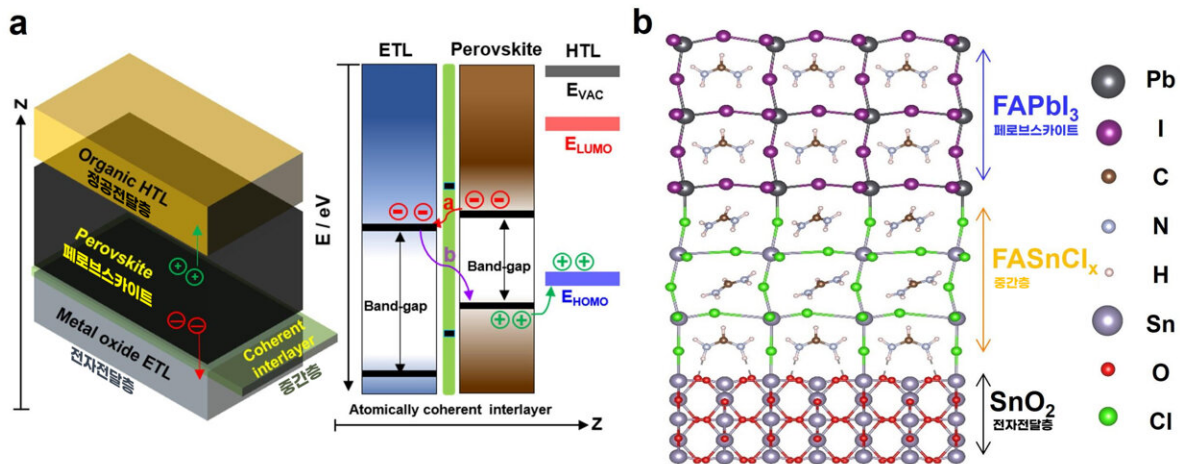 a
Z
Organic HTL
정공전달층
Perovskite
페로브스카이트
Metal oxide ETL
전자전달층
Coherent
interlayer
중간층
ETL
Perovskite
HTL
E / eV
E_VAC
E_LUMO
a
b
Band-gap
Band-gap
E_HOMO
Atomically coherent interlayer
Z
b
FAPbI₃
페로브스카이트
FASnClₓ
중간층
SnO₂
전자전달층
Pb
I
C
N
H
Sn
O
Cl